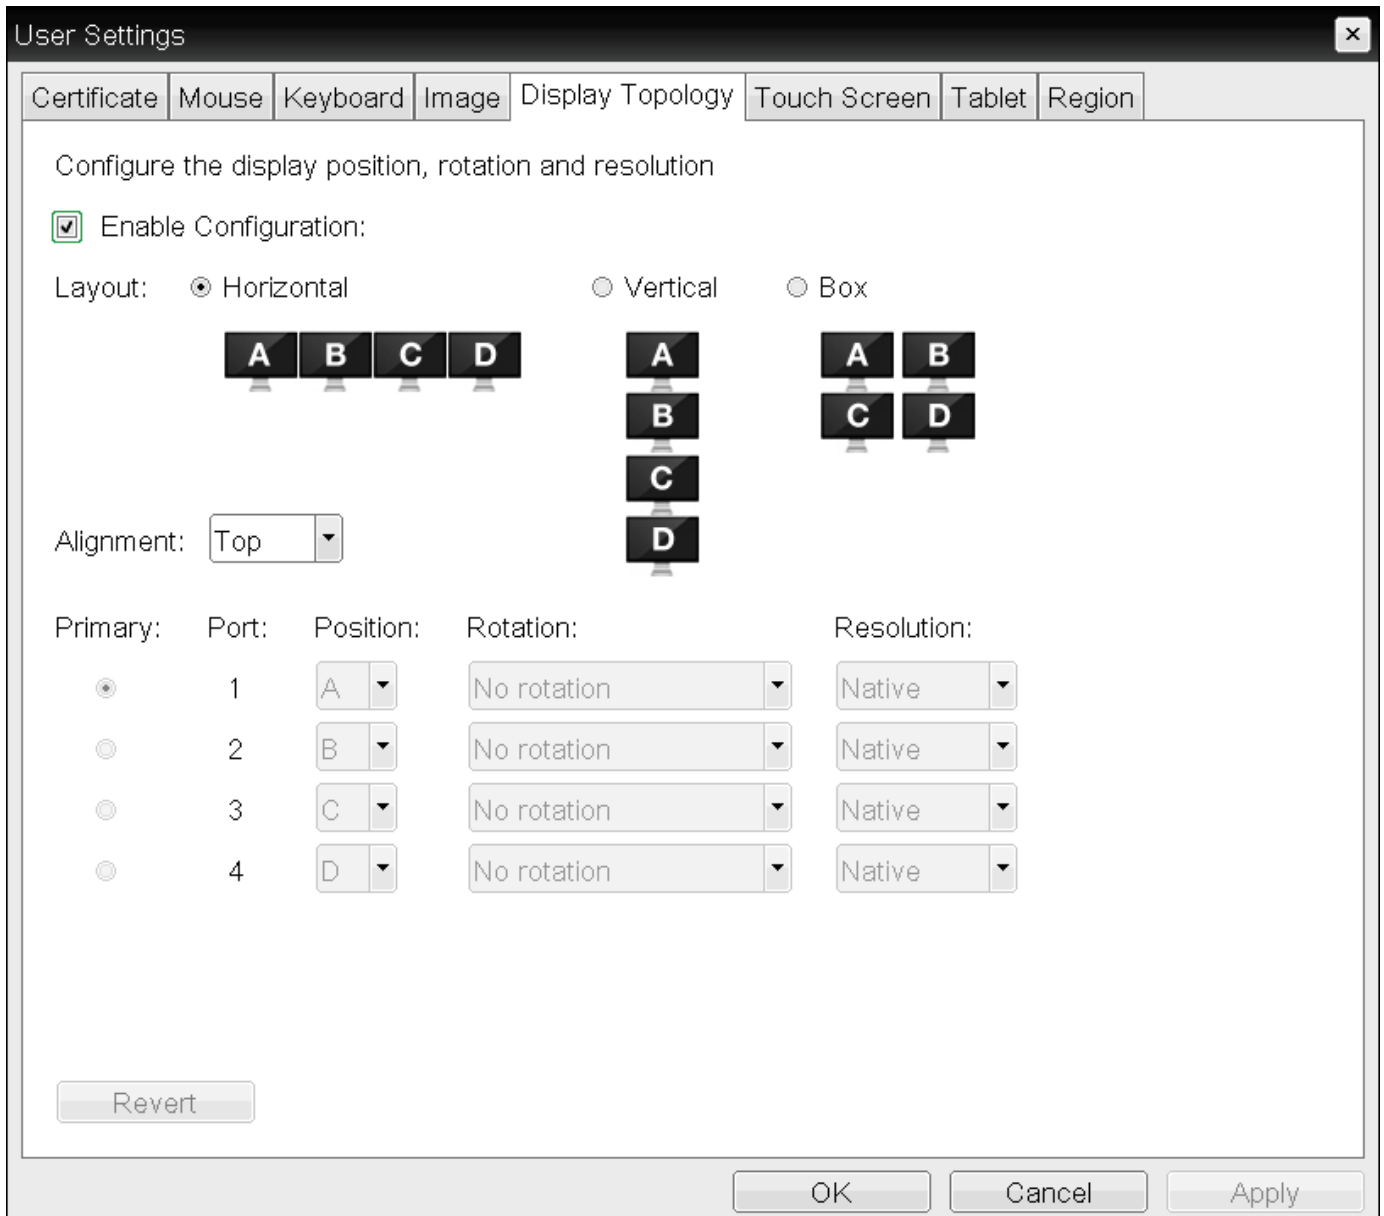 User Settings
Certificate Mouse Keyboard Image Display Topology Touch Screen Tablet Region
Configure the display position, rotation and resolution
Enable Configuration:
Layout: Horizontal Vertical Box
A B C D A A B
B C D
C
Alignment: Top D
Primary: Port: Position: Rotation: Resolution:
1 A No rotation Native
2 B No rotation Native
3 C No rotation Native
4 D No rotation Native
Revert
OK Cancel Apply